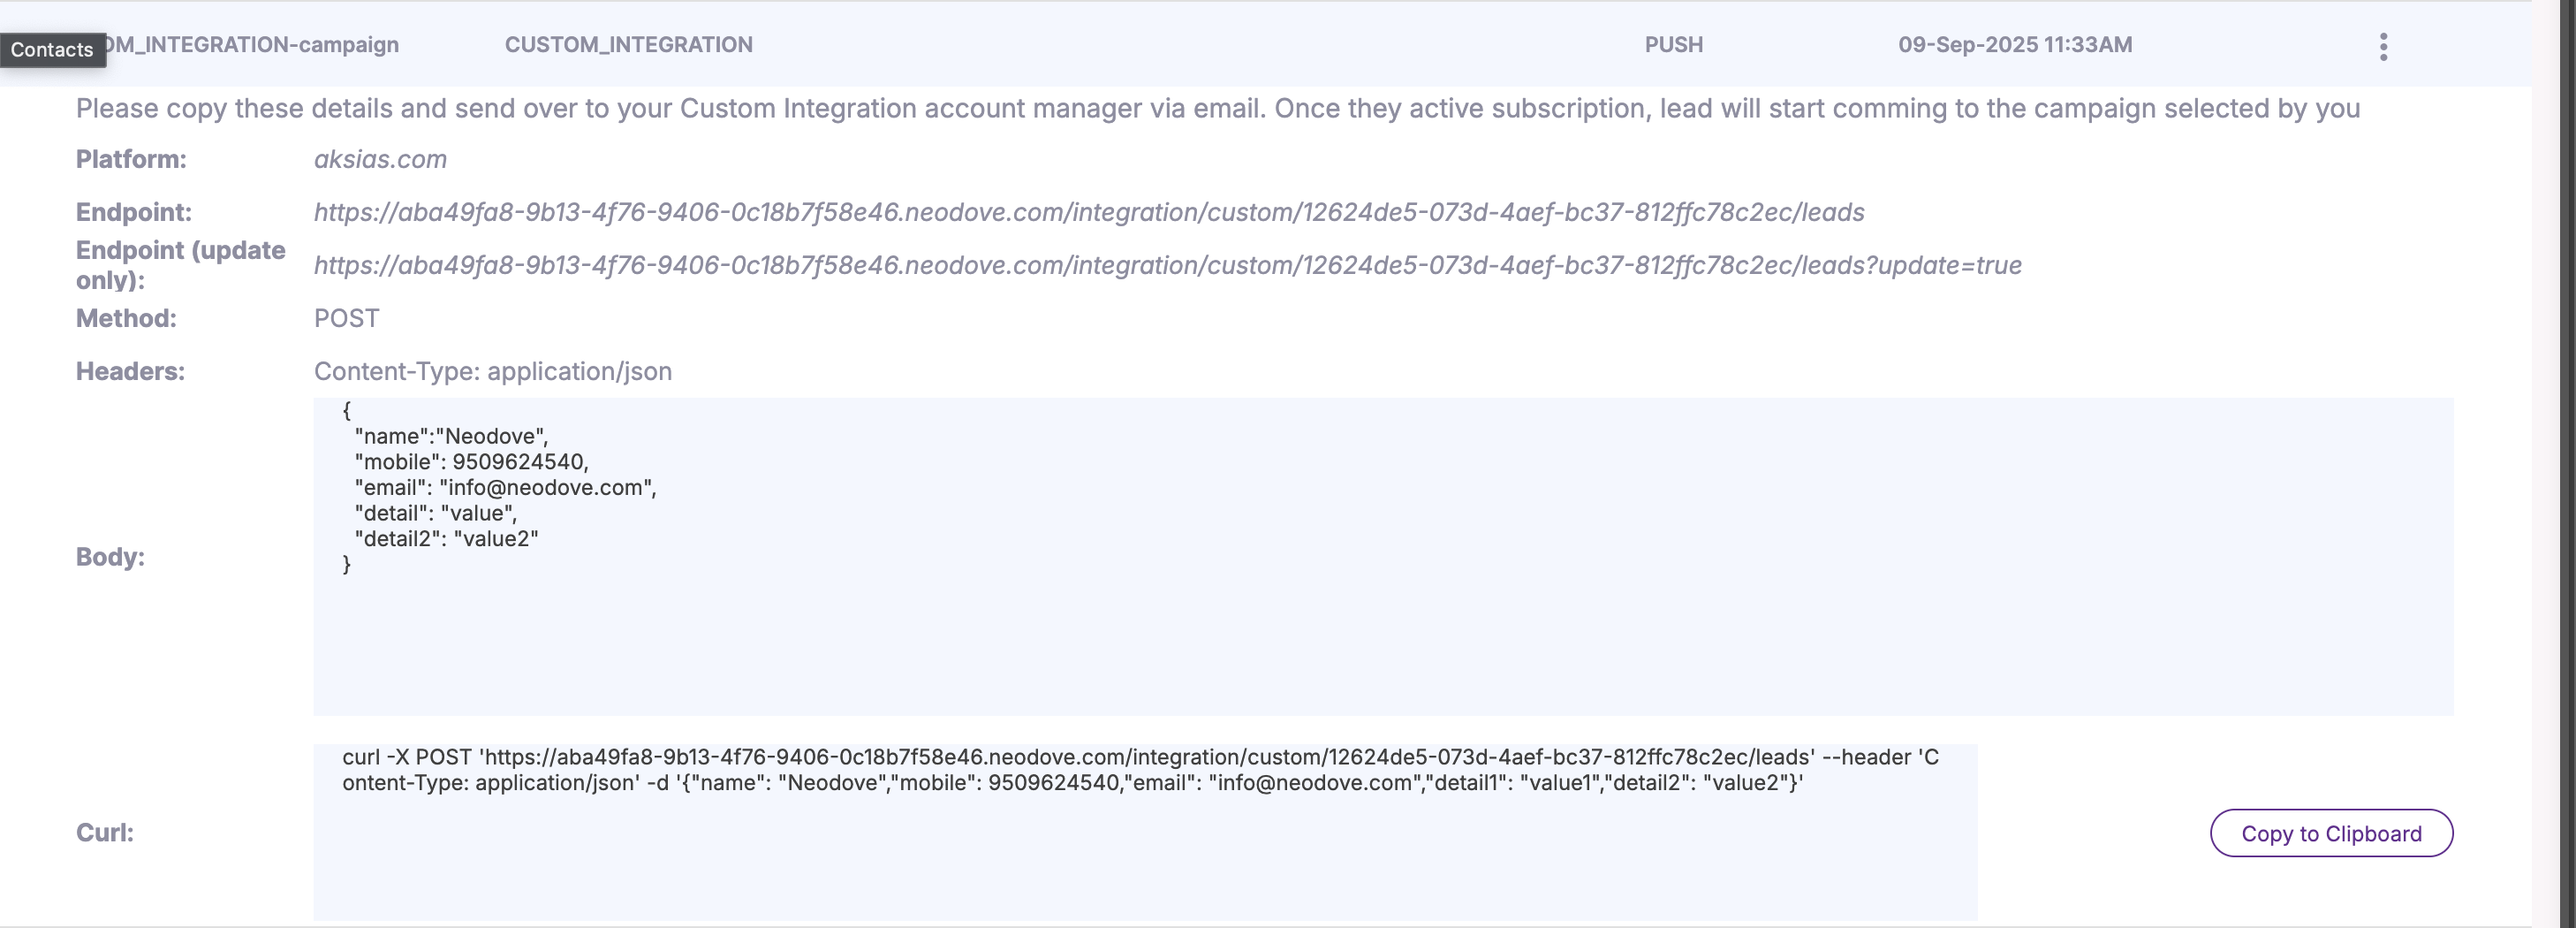 Contacts
OM_INTEGRATION-campaign CUSTOM_INTEGRATION PUSH 09-Sep-2025 11:33AM
Please copy these details and send over to your Custom Integration account manager via email. Once they active subscription, lead will start comming to the campaign selected by you
Platform: aksias.com
Endpoint: https://aba49fa8-9b13-4f76-9406-0c18b7f58e46.neodove.com/integration/custom/12624de5-073d-4aef-bc37-812ffc78c2ec/leads
Endpoint (update only): https://aba49fa8-9b13-4f76-9406-0c18b7f58e46.neodove.com/integration/custom/12624de5-073d-4aef-bc37-812ffc78c2ec/leads?update=true
Method: POST
Headers: Content-Type: application/json
Body:
{
"name":"Neodove",
"mobile": 9509624540,
"email": "info@neodove.com",
"detail": "value",
"detail2": "value2"
}
Curl:
curl -X POST 'https://aba49fa8-9b13-4f76-9406-0c18b7f58e46.neodove.com/integration/custom/12624de5-073d-4aef-bc37-812ffc78c2ec/leads' --header 'C
ontent-Type: application/json' -d '{"name": "Neodove","mobile": 9509624540,"email": "info@neodove.com","detail1": "value1","detail2": "value2"}'
Copy to Clipboard